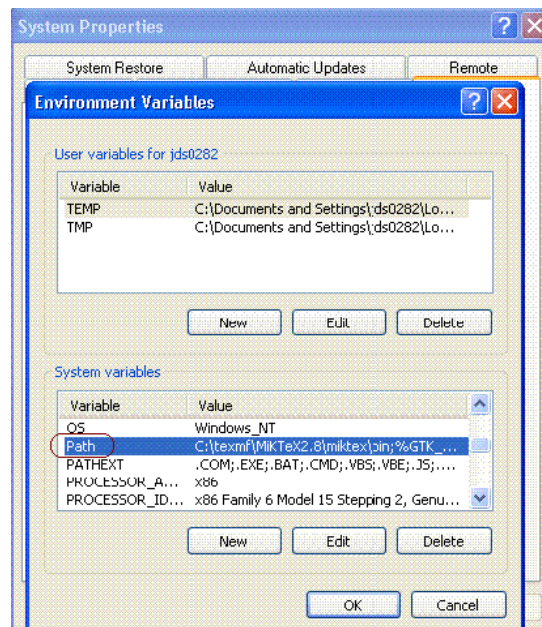 System Properties
System Restore Automatic Updates Remote
Environment Variables
User variables for jds0282
Variable Value
TEMP C:\Documents and Settings\jds0282\Lo...
TMP C:\Documents and Settings\jds0282\Lo...
New Edit Delete
System variables
Variable Value
OS Windows_NT
Path C:\texmf\MiKTeX2.8\miktex\bin;%GTK_...
PATHEXT .COM;.EXE;.BAT;.CMD;.VBS;.VBE;.JS;....
PROCESSOR_A... x86
PROCESSOR_ID... x86 Family 6 Model 15 Stepping 2, Genu...
New Edit Delete
OK Cancel